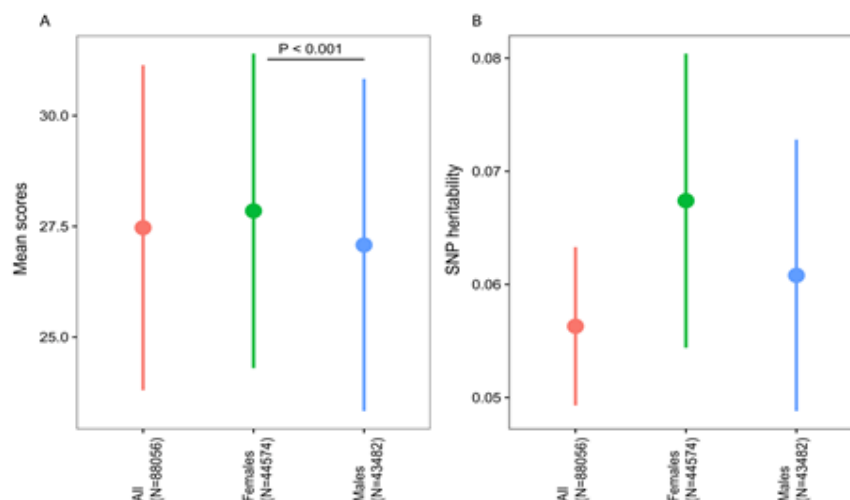 A
B
P < 0.001
30.0
27.5
25.0
Mean scores
All
(N=88056)
Females
(N=44574)
Males
(N=43482)
0.08
0.07
0.06
0.05
SNP heritability
All
(N=88056)
Females
(N=44574)
Males
(N=43482)